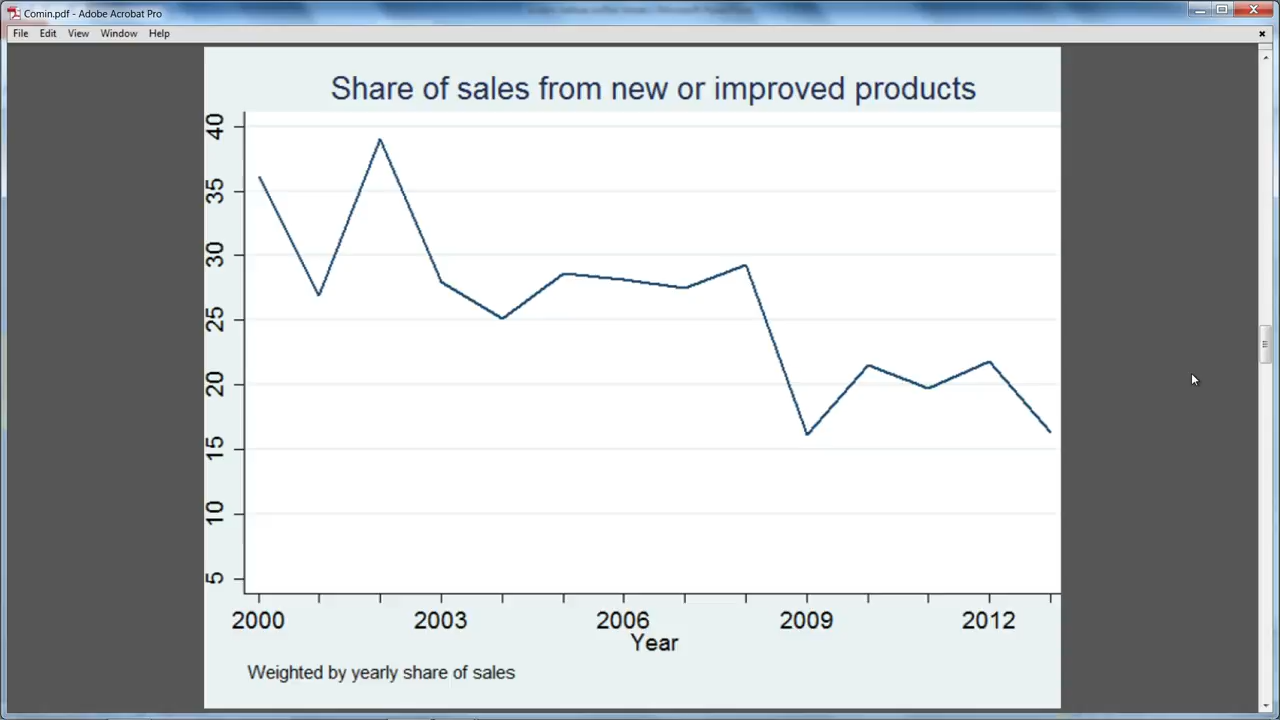 Comin.pdf - Adobe Acrobat Pro
File Edit View Window Help
Share of sales from new or improved products
40
35
30
25
20
15
10
5
2000 2003 2006 2009 2012
Year
Weighted by yearly share of sales